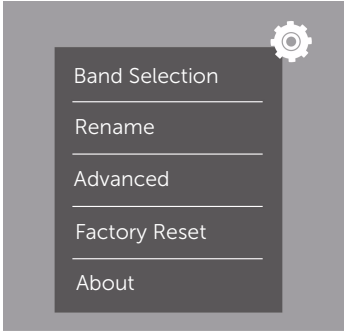 Band Selection
Rename
Advanced
Factory Reset
About